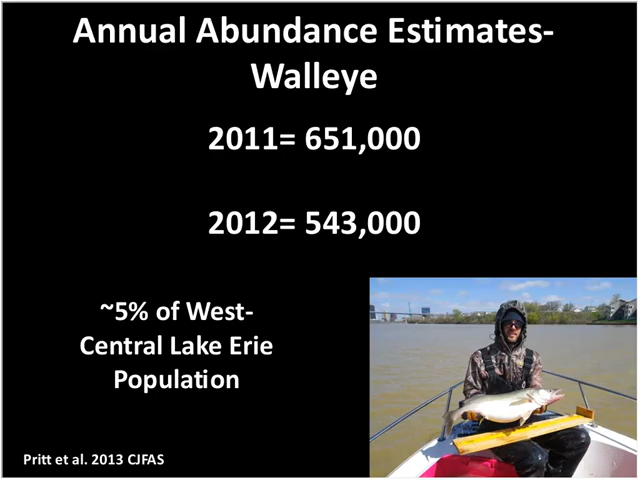 Annual Abundance Estimates-
Walleye
2011= 651,000
2012= 543,000
~5% of West-
Central Lake Erie
Population
Pritt et al. 2013 CJFAS